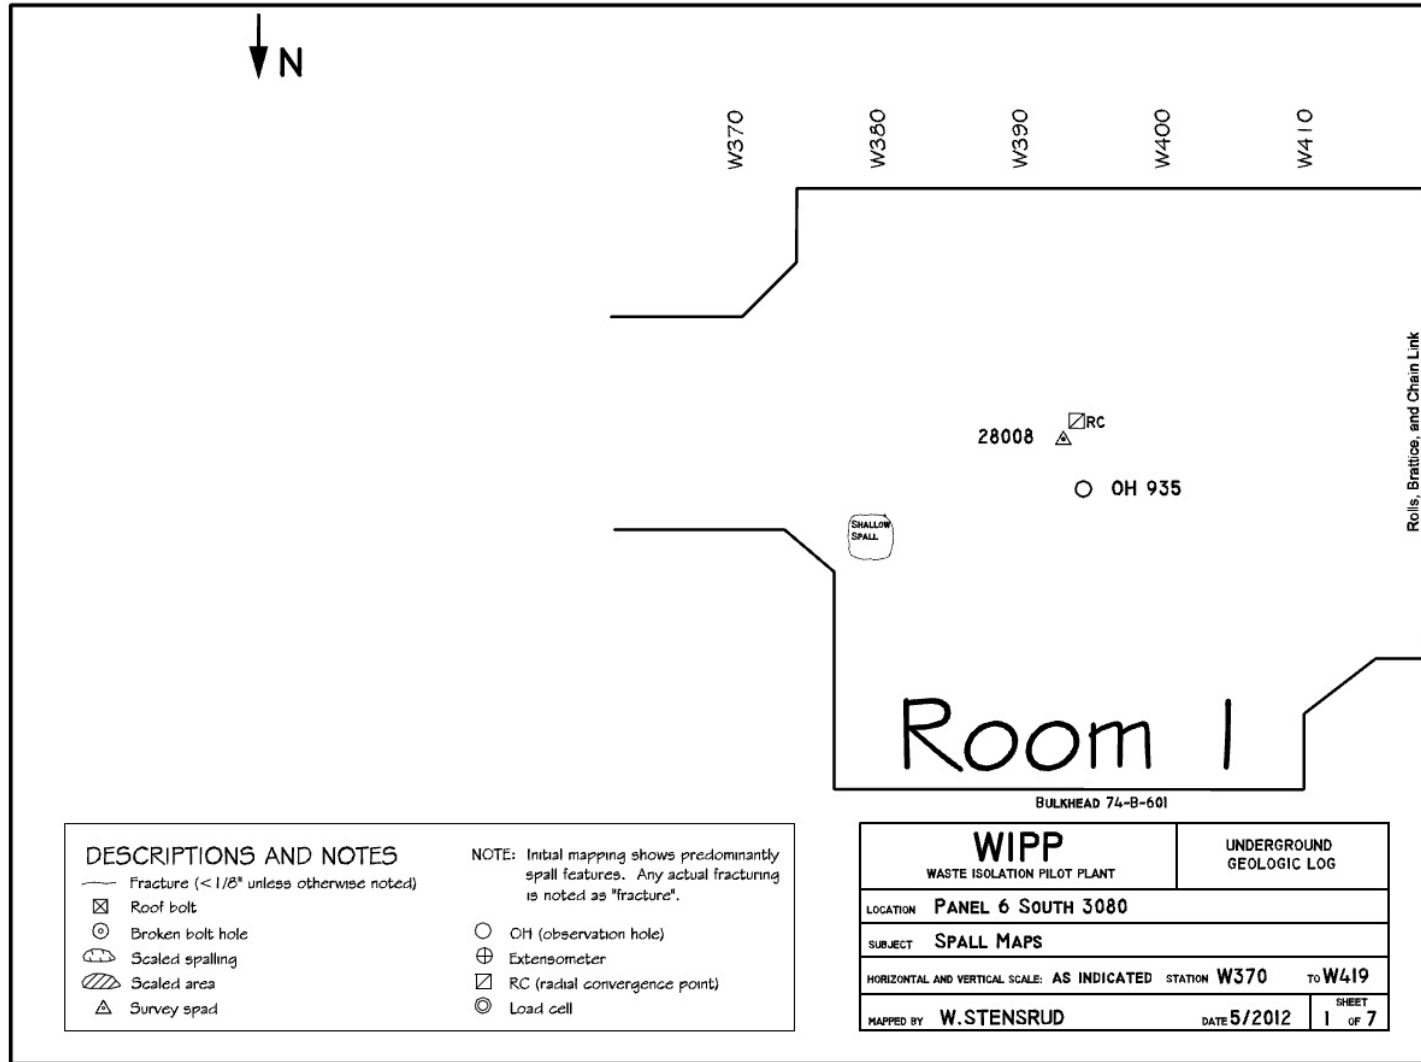 N
W370
W380
W390
W400
W410
Rolls, Brattice, and Chain Link
RC
28008
OH 935
SHALLOW
SPALL
Room 1
BULKHEAD 74-B-601
DESCRIPTIONS AND NOTES
Fracture (<1/8" unless otherwise noted)
Roof bolt
Broken bolt hole
Scaled spalling
Scaled area
Survey spad
NOTE: Initial mapping shows predominantly
spall features. Any actual fracturing
is noted as "fracture".
OH (observation hole)
Extensometer
RC (radial convergence point)
Load cell
WIPP
WASTE ISOLATION PILOT PLANT
UNDERGROUND
GEOLOGIC LOG
LOCATION PANEL 6 SOUTH 3080
SUBJECT SPALL MAPS
HORIZONTAL AND VERTICAL SCALE: AS INDICATED STATION W370 TO W419
MAPPED BY W.STENSRUD DATE 5/2012
SHEET
1 OF 7